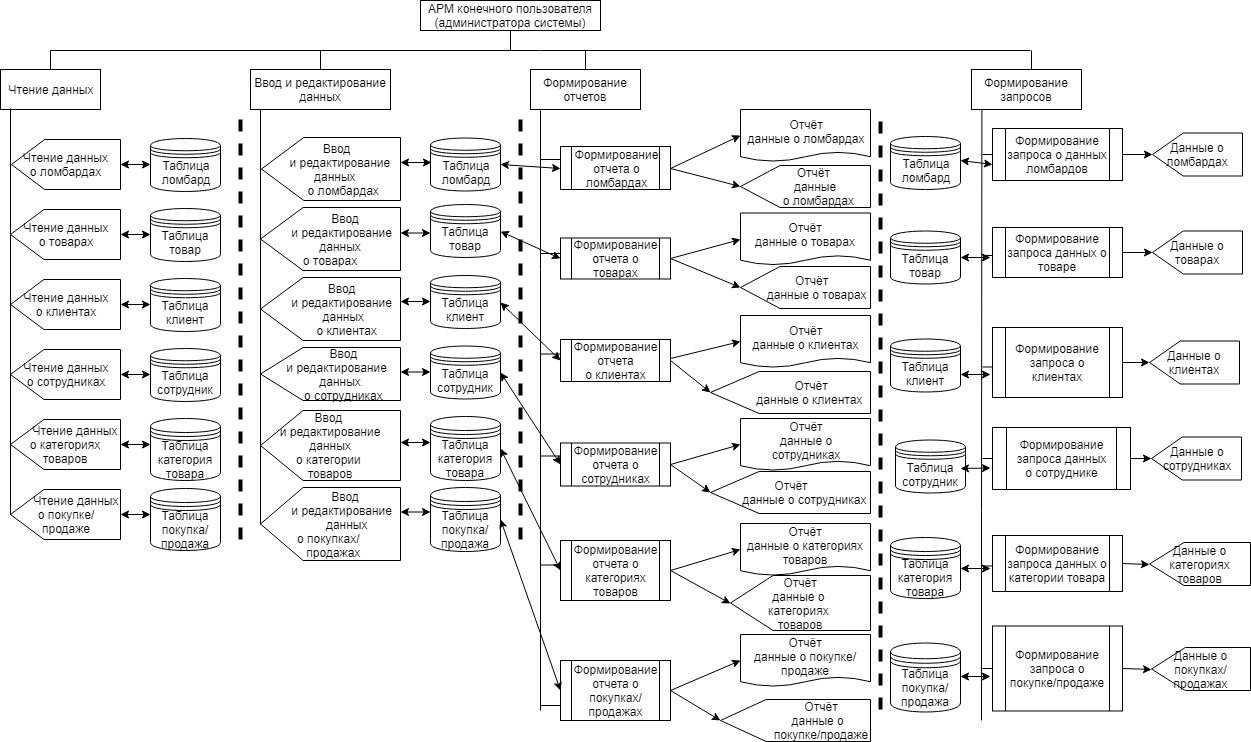 АРМ конечного пользователя
(администратора системы)
Чтение данных
Ввод и редактирование
данных
Формирование
отчетов
Формирование
запросов
Чтение данных
о ломбардах
Таблица
ломбард
Чтение данных
о товарах
Таблица
товар
Чтение данных
о клиентах
Таблица
клиент
Чтение данных
о сотрудниках
Таблица
сотрудник
Чтение данных
о категориях
товаров
Таблица
категория
товара
Чтение данных
о покупке/
продаже
Таблица
покупка/
продажа
Ввод
и редактирование
данных
о ломбардах
Таблица
ломбард
Ввод
и редактирование
данных
о товарах
Таблица
товар
Ввод
и редактирование
данных
о клиентах
Таблица
клиент
Ввод
и редактирование
данных
о сотрудниках
Таблица
сотрудник
Ввод
и редактирование
данных
о категории
товаров
Таблица
категория
товара
Ввод
и редактирование
данных
о покупках/
продажах
Таблица
покупка/
продажа
Формирование
отчета о
ломбардах
Отчёт
данные о ломбардах
Отчёт
данные
о ломбардах
Формирование
отчета о
товарах
Отчёт
данные о товарах
Отчёт
данные о товарах
Формирование
отчета
о клиентах
Отчёт
данные о клиентах
Отчёт
данные о клиентах
Формирование
отчета о
сотрудниках
Отчёт
данные о
сотрудниках
Отчёт
данные о сотрудниках
Формирование
отчета о
категориях
товаров
Отчёт
данные о категориях
товаров
Отчёт
данные о
категориях
товаров
Формирование
отчета о
покупках/
продажах
Отчёт
данные о покупке/
продаже
Отчёт
данные о
покупке/продаже
Таблица
ломбард
Формирование
запроса о данных
ломбардов
Данные о
ломбардах
Таблица
товар
Формирование
запроса данных о
товаре
Данные о
товарах
Таблица
клиент
Формирование
запроса о
клиентах
Данные о
клиентах
Таблица
сотрудник
Формирование
запроса данных
о сотруднике
Данные о
сотрудниках
Таблица
категория
товара
Формирование
запроса данных о
категории товара
Данные о
категориях
товаров
Таблица
покупка/
продажа
Формирование
запроса о
покупке/продаже
Данные о
покупках/
продажах